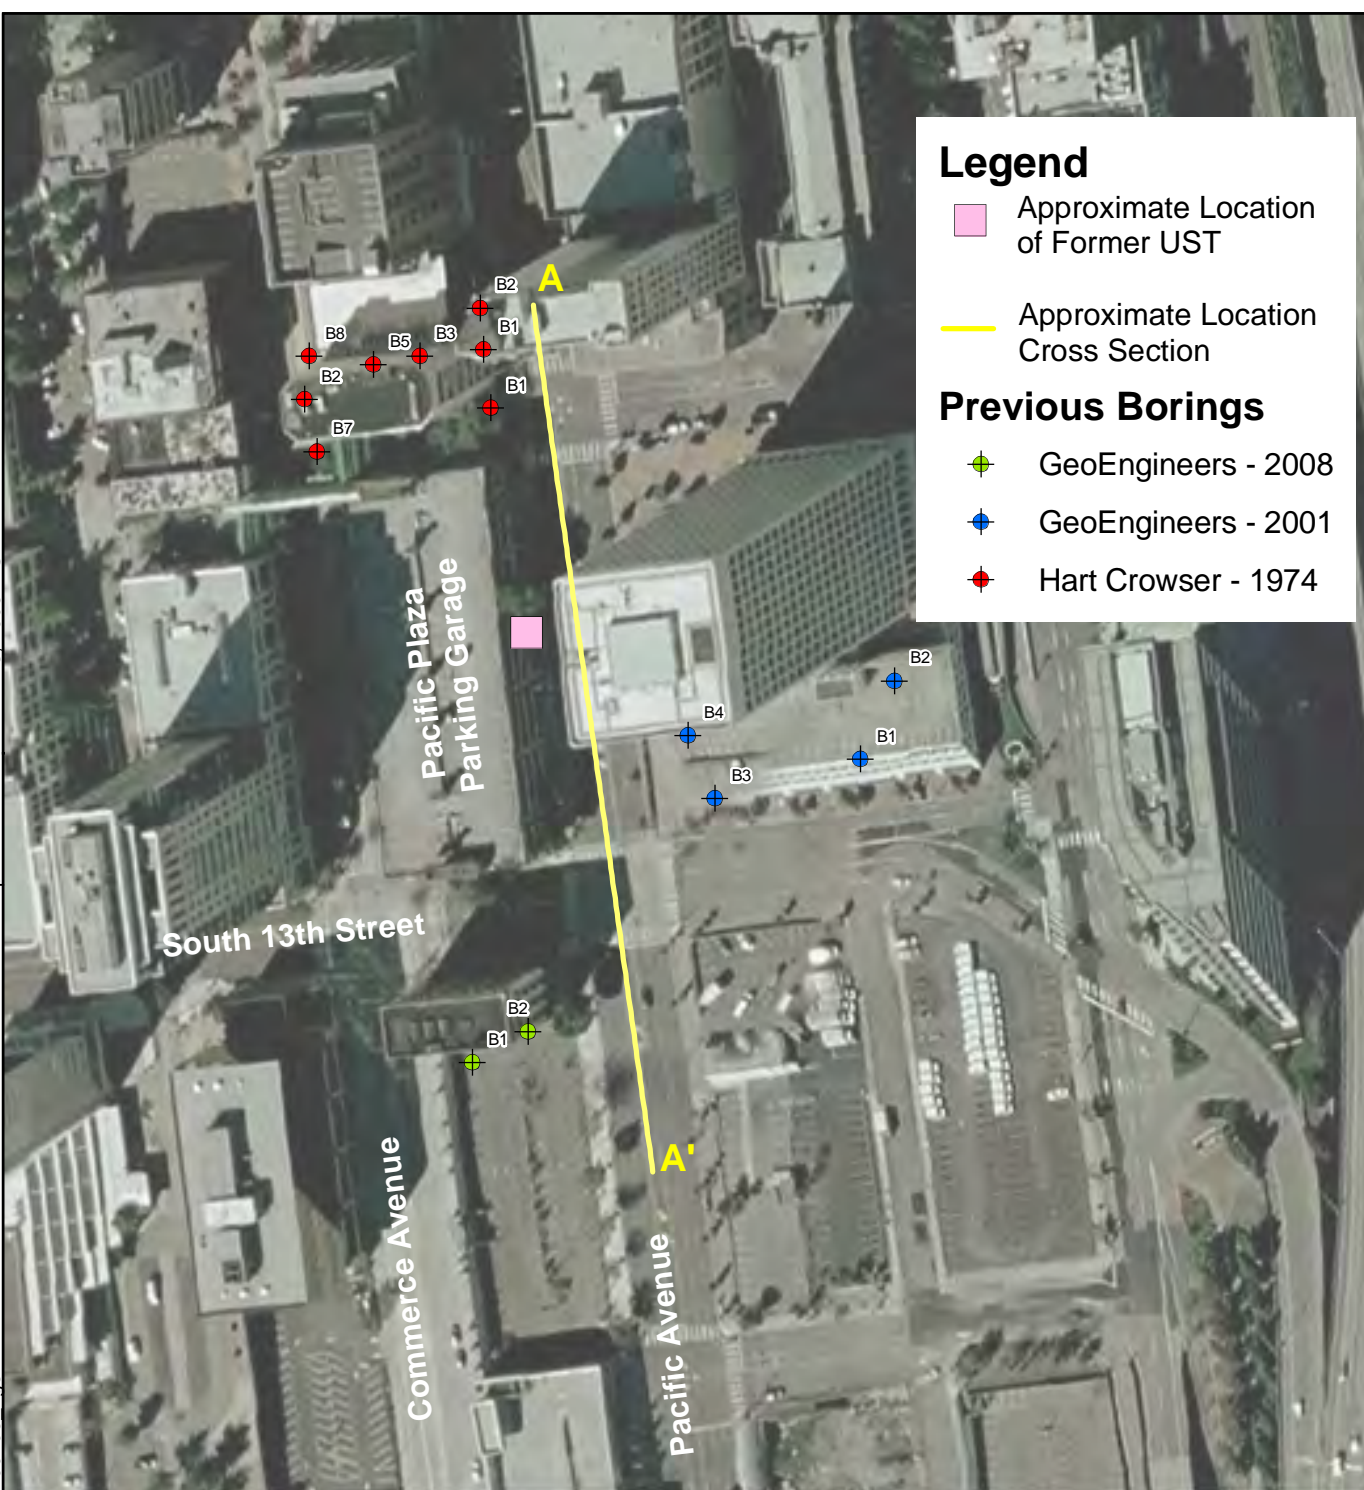 Legend
Approximate Location
of Former UST
Approximate Location
Cross Section
Previous Borings
GeoEngineers - 2008
GeoEngineers - 2001
Hart Crowser - 1974
A
B2
B1
B8
B5
B3
B2
B1
B7
Pacific Plaza
Parking Garage
B2
B4
B1
B3
South 13th Street
B2
B1
A'
Commerce Avenue
Pacific Avenue